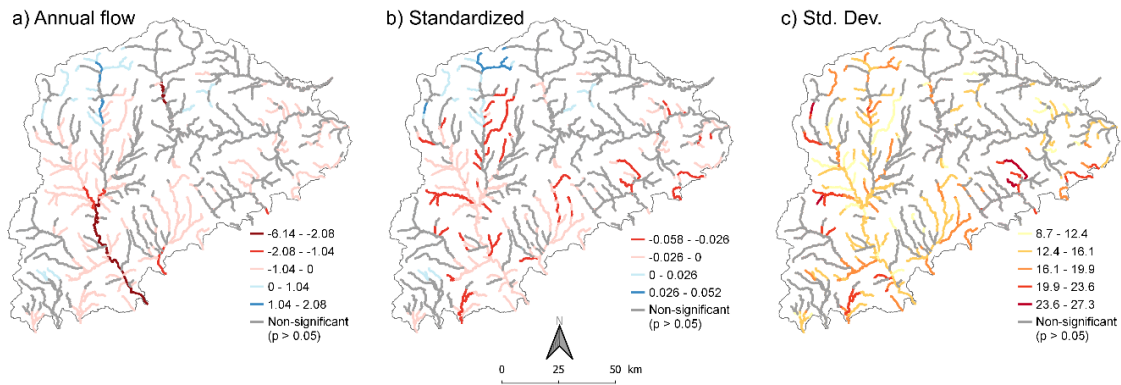 a) Annual flow
-6.14 - -2.08
-2.08 - -1.04
-1.04 - 0
0 - 1.04
1.04 - 2.08
Non-significant
(p > 0.05)
b) Standardized
-0.058 - -0.026
-0.026 - 0
0 - 0.026
0.026 - 0.052
Non-significant
(p > 0.05)
c) Std. Dev.
8.7 - 12.4
12.4 - 16.1
16.1 - 19.9
19.9 - 23.6
23.6 - 27.3
Non-significant
(p > 0.05)
N
0 25 50 km